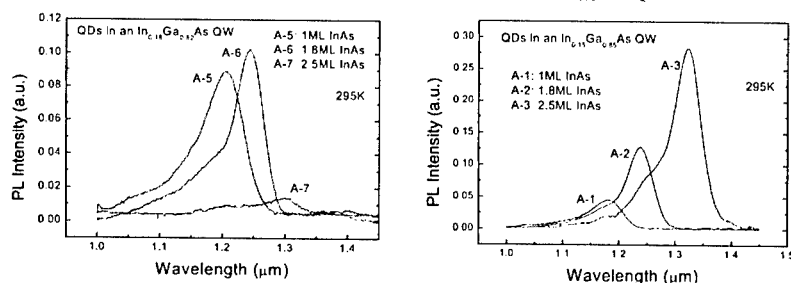 QDs in an In0.18Ga0.82As QW
A-5: 1ML InAs
A-6: 1.8ML InAs
A-7: 2.5ML InAs
295K
A-5
A-6
A-7
PL Intensity (a.u.)
0.12
0.10
0.08
0.06
0.04
0.02
0.00
1.0
1.1
1.2
1.3
1.4
Wavelength (μm)
QDs in an In0.15Ga0.85As QW
A-1: 1ML InAs
A-2: 1.8ML InAs
A-3: 2.5ML InAs
295K
A-1
A-2
A-3
PL Intensity (a.u.)
0.30
0.25
0.20
0.15
0.10
0.05
0.00
1.0
1.1
1.2
1.3
1.4
1.5
Wavelength (μm)